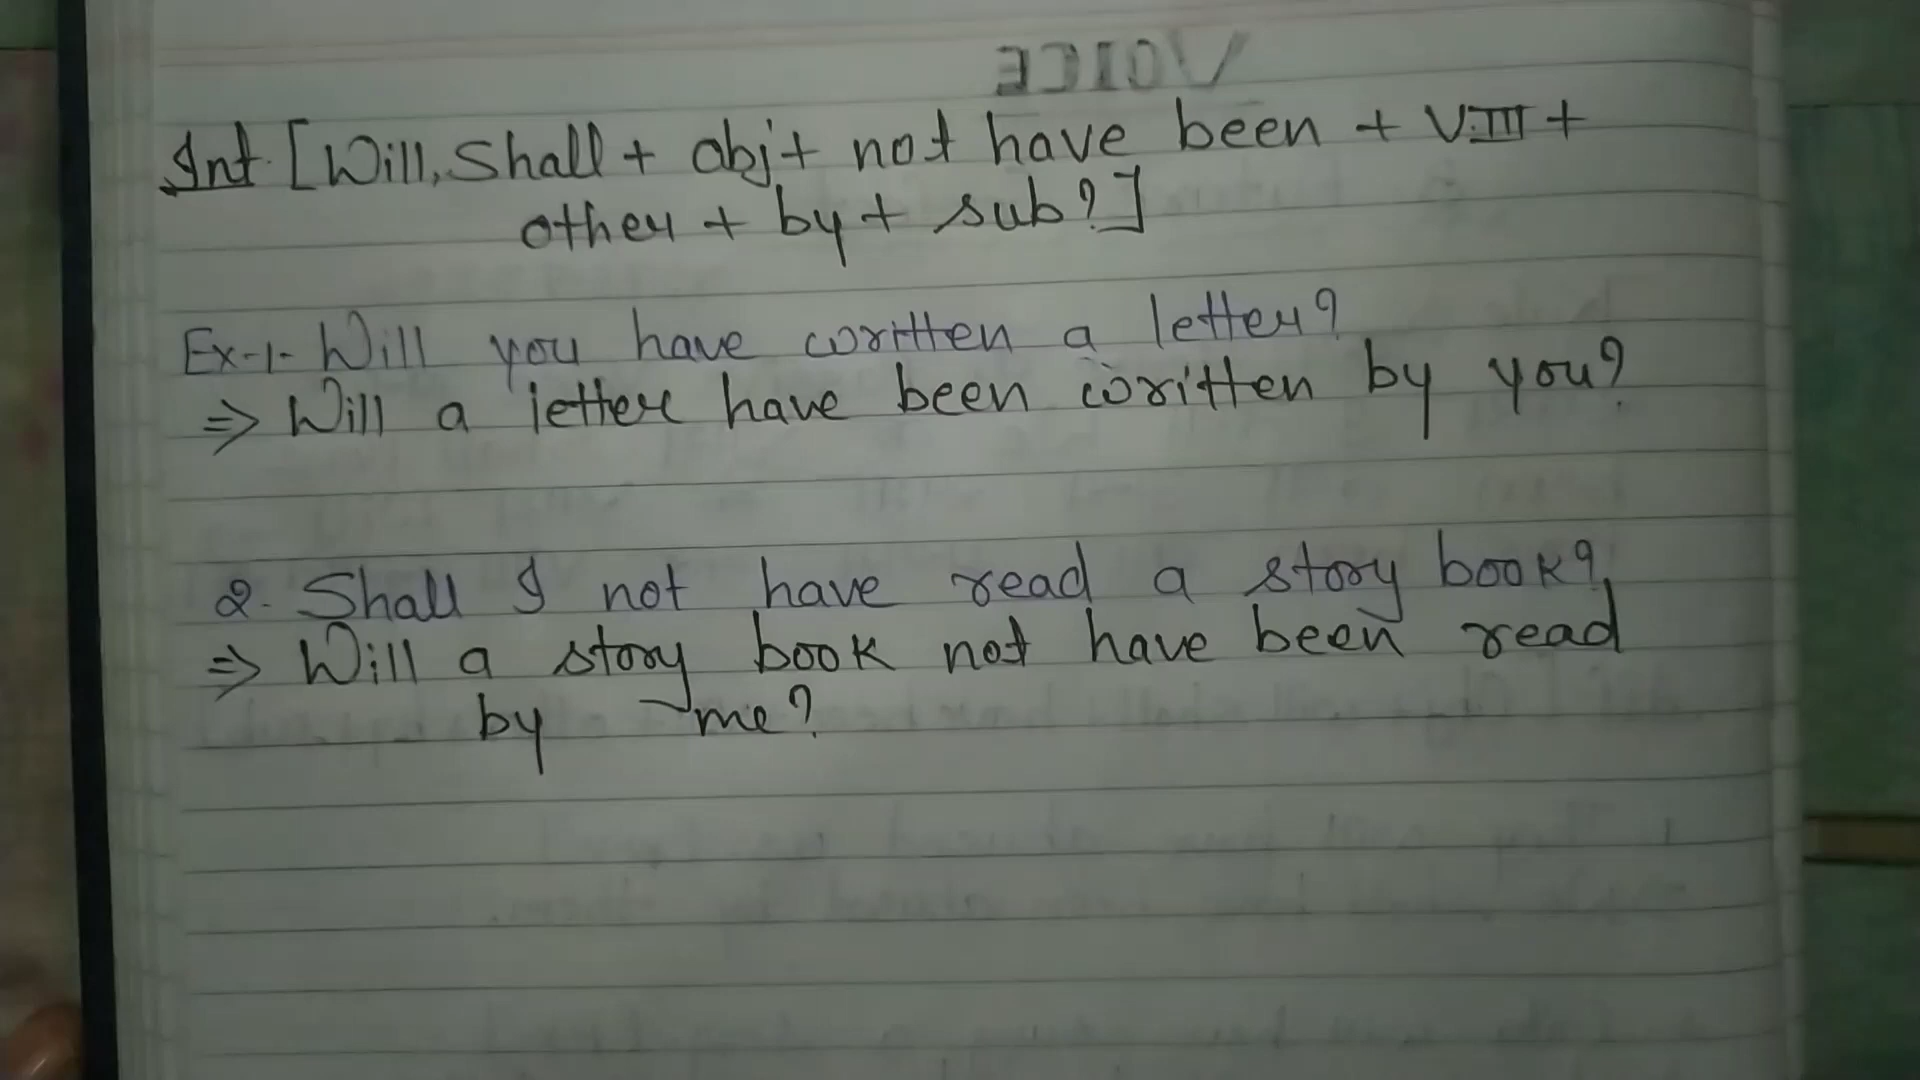 VOICE
Int. [Will, Shall + obj + not have been + V.III +
other + by + sub?]
Ex-1- Will you have written a letter?
⇒ Will a letter have been written by you?
2. Shall I not have read a story book?
⇒ Will a story book not have been read
by me?